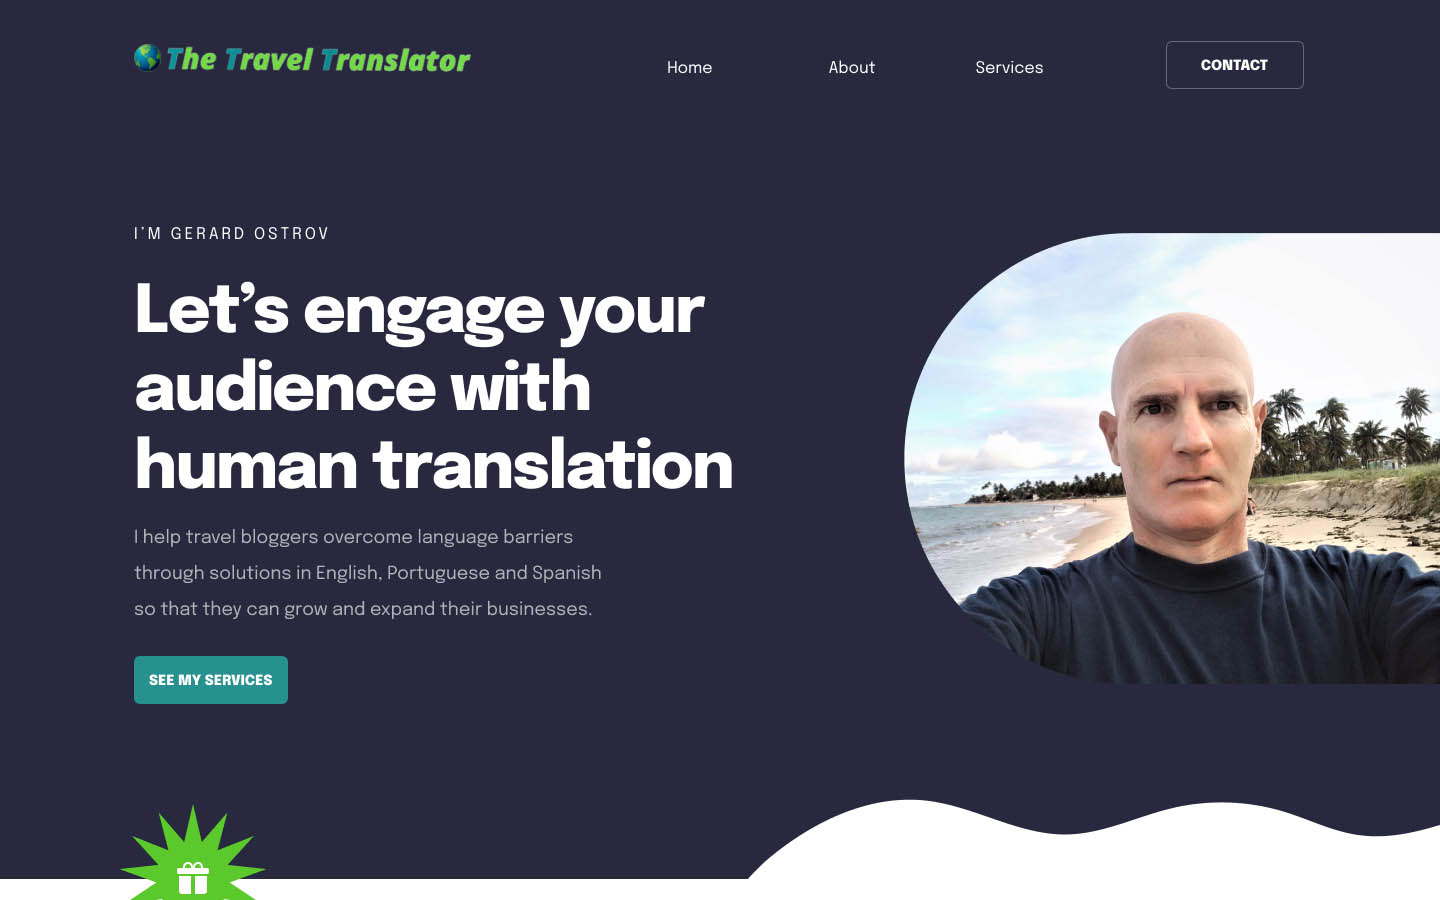 The Travel Translator
Home
About
Services
CONTACT
I’M GERARD OSTROV
Let’s engage your
audience with
human translation
I help travel bloggers overcome language barriers
through solutions in English, Portuguese and Spanish
so that they can grow and expand their businesses.
SEE MY SERVICES